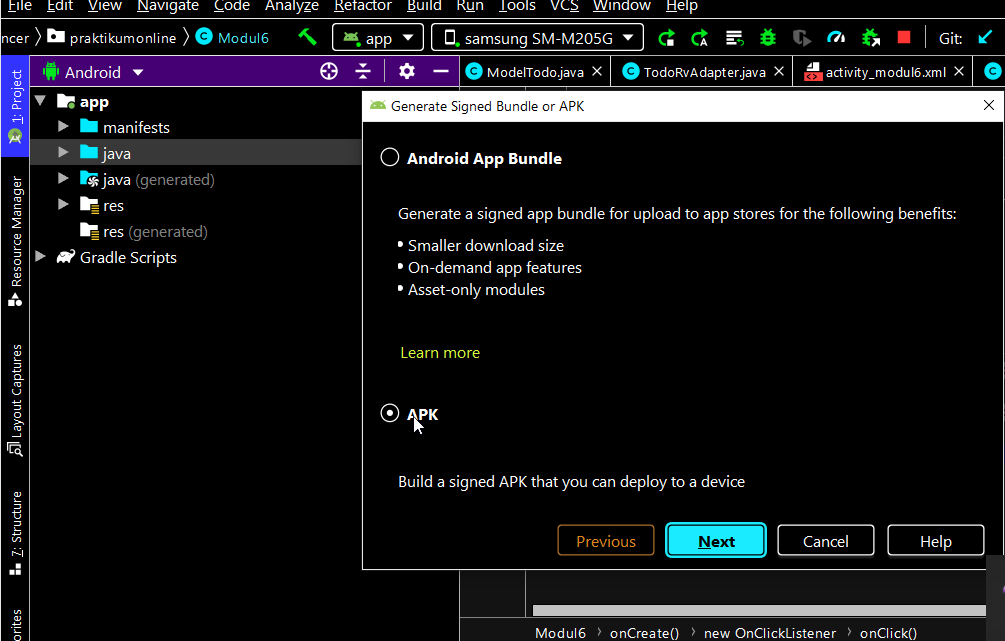 File Edit View Navigate Code Analyze Refactor Build Run Tools VCS Window Help
ncer praktikumonline Modul6 app samsung SM-M205G Git:
Android
ModelTodo.java TodoRvAdapter.java activity_modul6.xml
1: Project
Resource Manager
Layout Captures
7: Structure
orites
app
manifests
java
java (generated)
res
res (generated)
Gradle Scripts
Generate Signed Bundle or APK
Android App Bundle
Generate a signed app bundle for upload to app stores for the following benefits:
• Smaller download size
• On-demand app features
• Asset-only modules
Learn more
APK
Build a signed APK that you can deploy to a device
Previous Next Cancel Help
Modul6 › onCreate() › new OnClickListener › onClick()